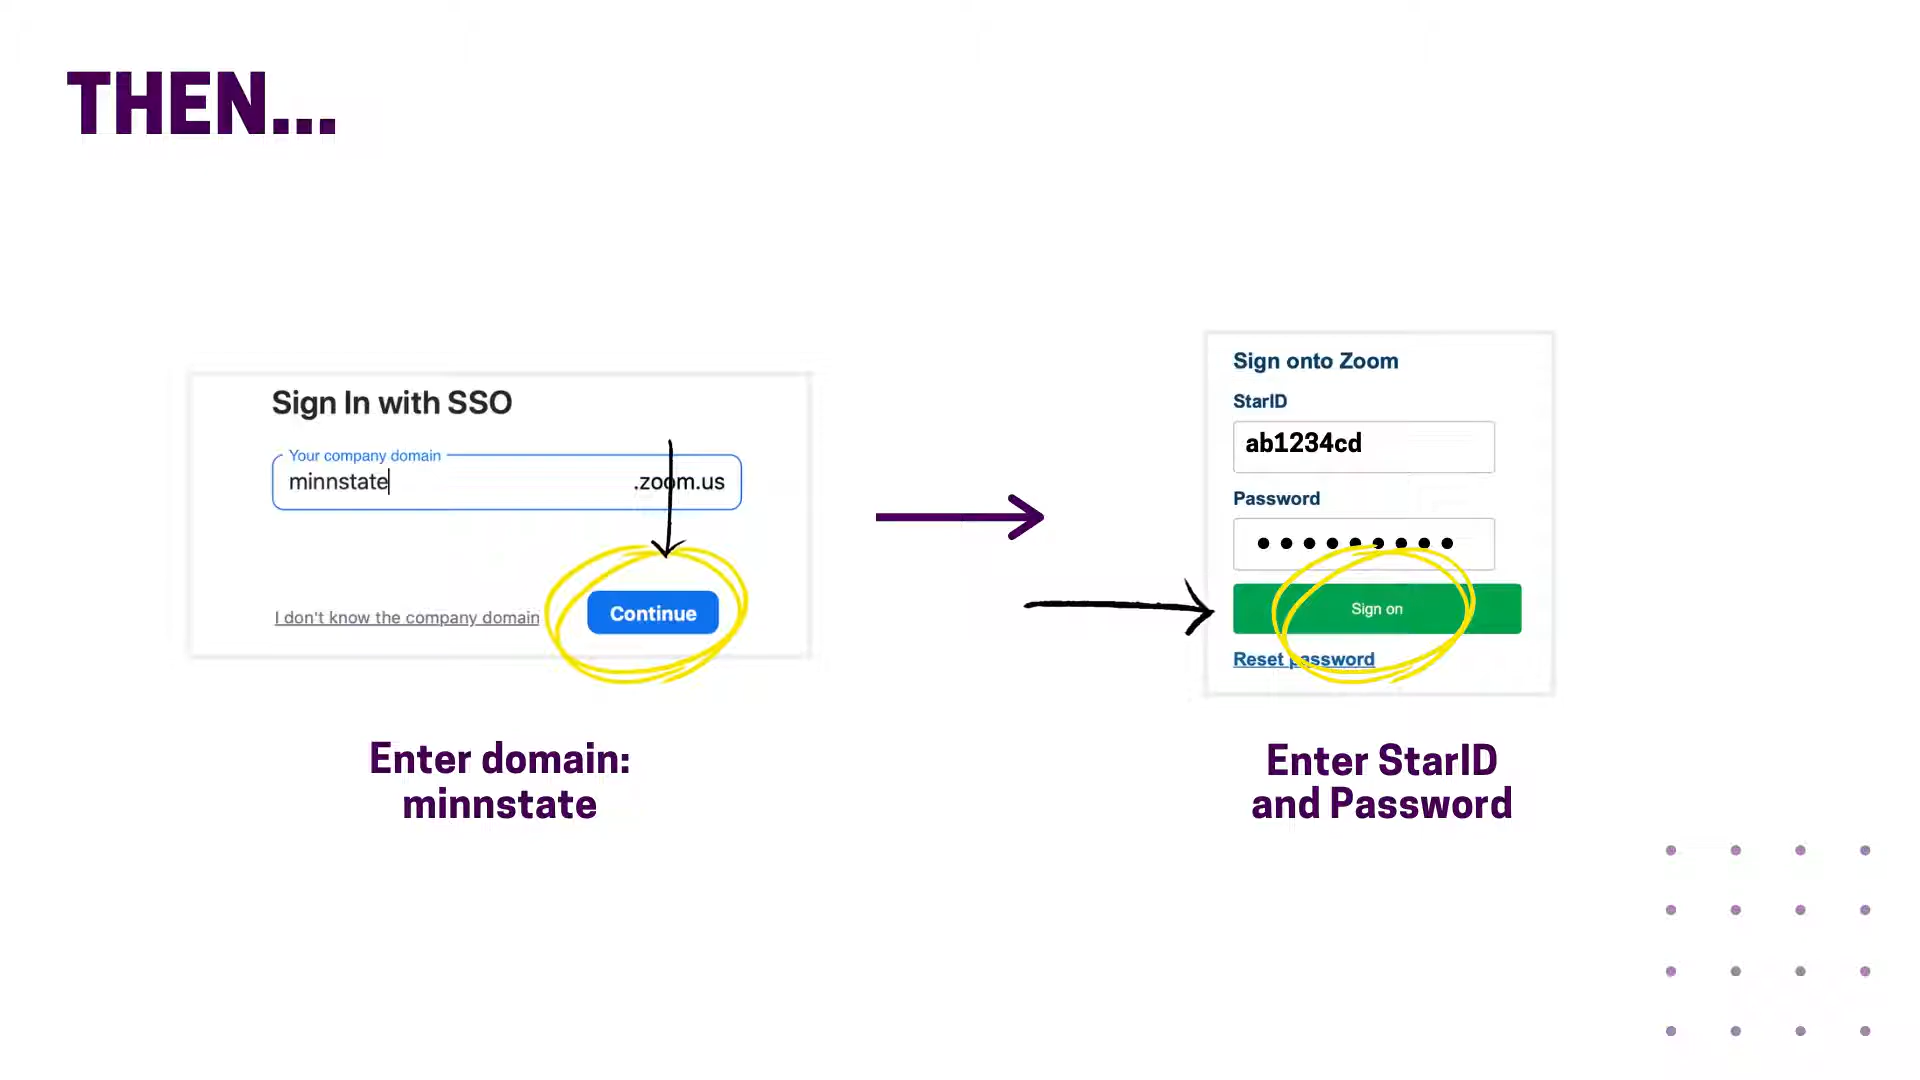 THEN...
Sign In with SSO
Your company domain
minnstate
.zoom.us
I don't know the company domain
Continue
Enter domain:
minnstate
Sign onto Zoom
StarID
ab1234cd
Password
Sign on
Reset password
Enter StarID
and Password